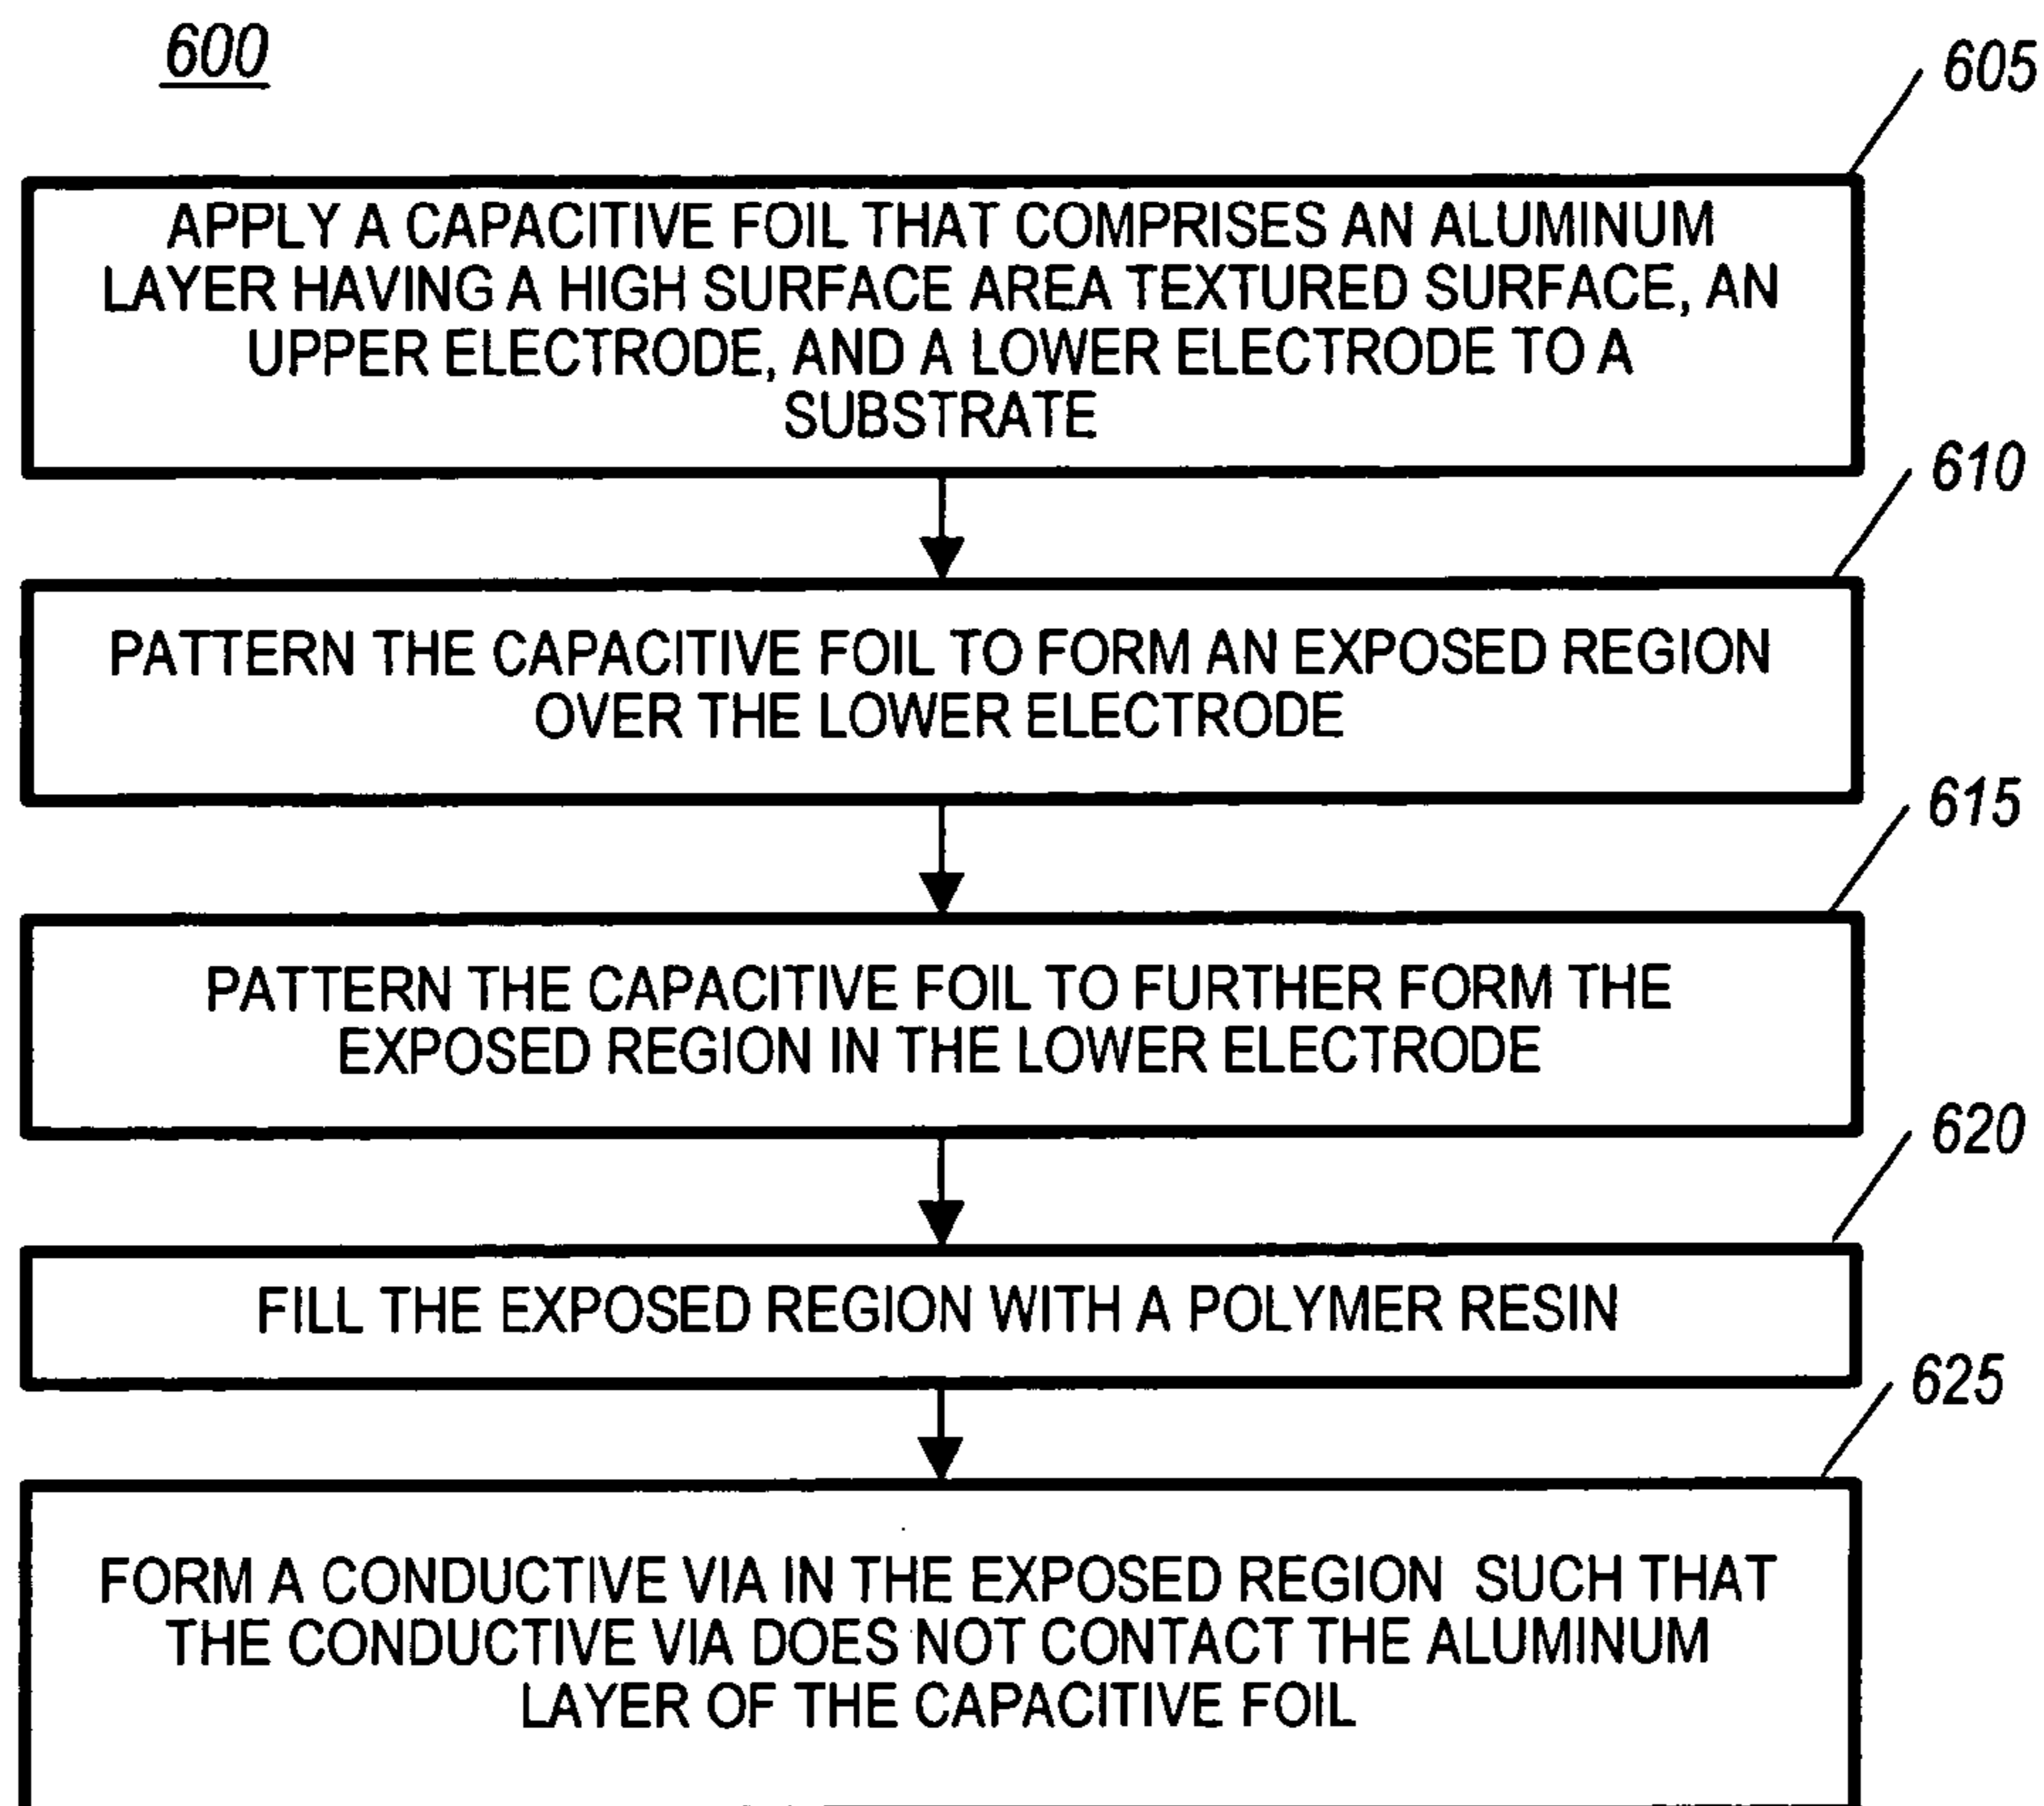 600
605
APPLY A CAPACITIVE FOIL THAT COMPRISES AN ALUMINUM
LAYER HAVING A HIGH SURFACE AREA TEXTURED SURFACE, AN
UPPER ELECTRODE, AND A LOWER ELECTRODE TO A
SUBSTRATE
610
PATTERN THE CAPACITIVE FOIL TO FORM AN EXPOSED REGION
OVER THE LOWER ELECTRODE
615
PATTERN THE CAPACITIVE FOIL TO FURTHER FORM THE
EXPOSED REGION IN THE LOWER ELECTRODE
620
FILL THE EXPOSED REGION WITH A POLYMER RESIN
625
FORM A CONDUCTIVE VIA IN THE EXPOSED REGION SUCH THAT
THE CONDUCTIVE VIA DOES NOT CONTACT THE ALUMINUM
LAYER OF THE CAPACITIVE FOIL